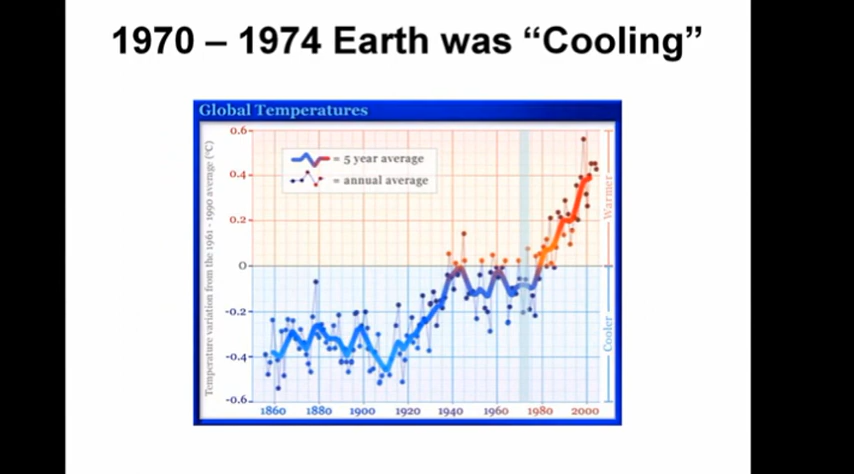 1970 – 1974 Earth was “Cooling”
Global Temperatures
Temperature variation from the 1961 - 1990 average (°C)
0.6
0.4
0.2
0
-0.2
-0.4
-0.6
= 5 year average
= annual average
Warmer
Cooler
1860 1880 1900 1920 1940 1960 1980 2000